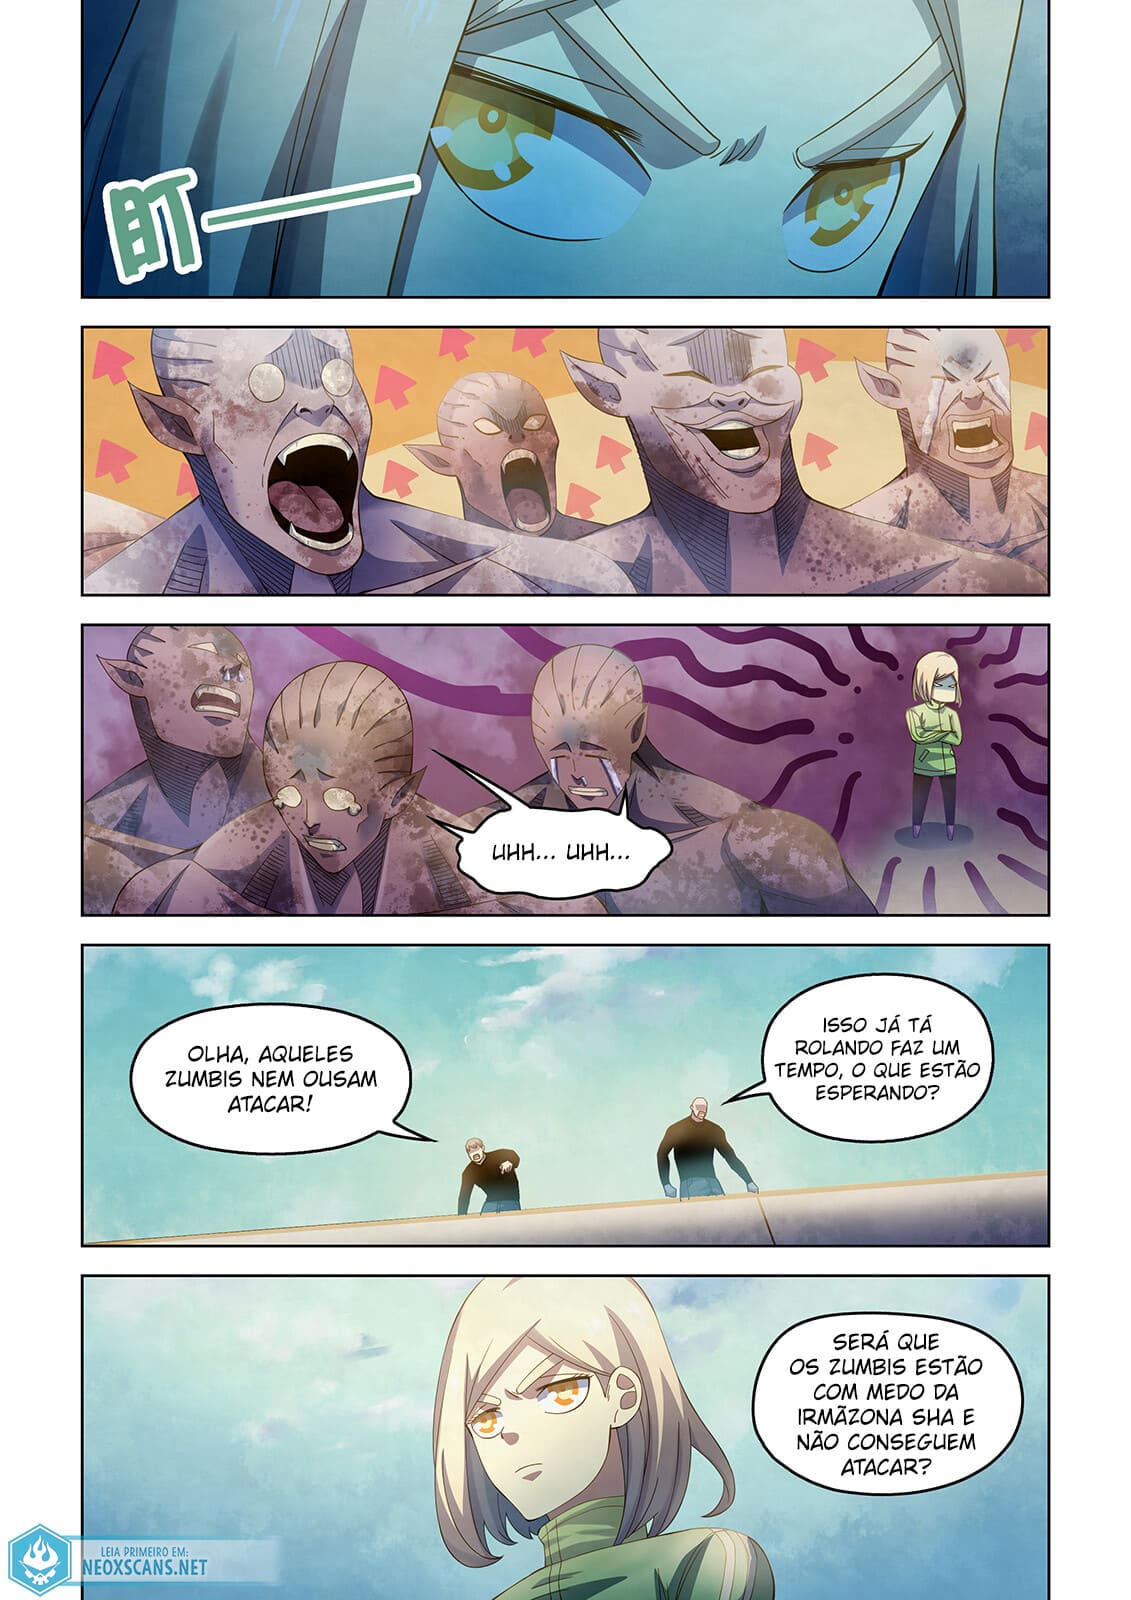 盯——
UHH... UHH...
OLHA, AQUELES
ZUMBIS NEM OUSAM
ATACAR!
ISSO JÁ TÁ
ROLANDO FAZ UM
TEMPO, O QUE ESTÃO
ESPERANDO?
SERÁ QUE
OS ZUMBIS ESTÃO
COM MEDO DA
IRMÃZONA SHA E
NÃO CONSEGUEM
ATACAR?
LEIA PRIMEIRO EM:
NEOXSCANS.NET